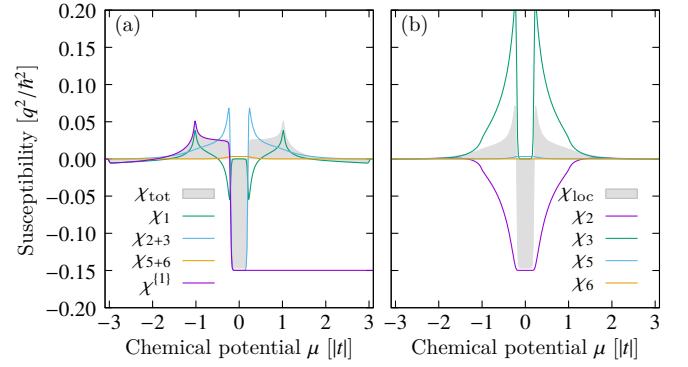 (a)
(b)
Susceptibility [q²/ℏ²]
0.20
0.15
0.10
0.05
0.00
−0.05
−0.10
−0.15
−0.20
χtot
χ1
χ2+3
χ5+6
χ{1}
χloc
χ2
χ3
χ5
χ6
−3 −2 −1 0 1 2 3
−3 −2 −1 0 1 2 3
Chemical potential μ [|t|]
Chemical potential μ [|t|]